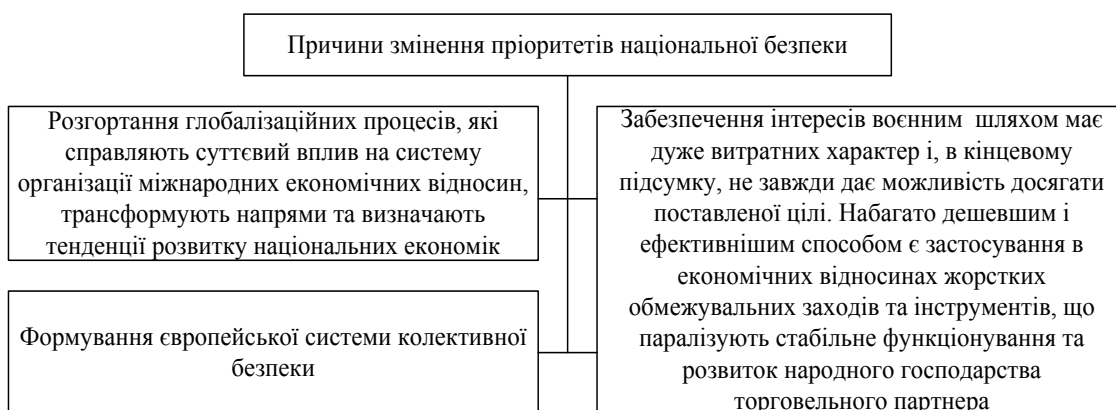 Причини змінення пріоритетів національної безпеки
Розгортання глобалізаційних процесів, які
справляють суттєвий вплив на систему
організації міжнародних економічних відносин,
трансформують напрями та визначають
тенденції розвитку національних економік
Забезпечення інтересів воєнним шляхом має
дуже витратних характер і, в кінцевому
підсумку, не завжди дає можливість досягати
поставленої цілі. Набагато дешевшим і
ефективнішим способом є застосування в
економічних відносинах жорстких
обмежувальних заходів та інструментів, що
паралізують стабільне функціонування та
розвиток народного господарства
торговельного партнера
Формування європейської системи колективної
безпеки